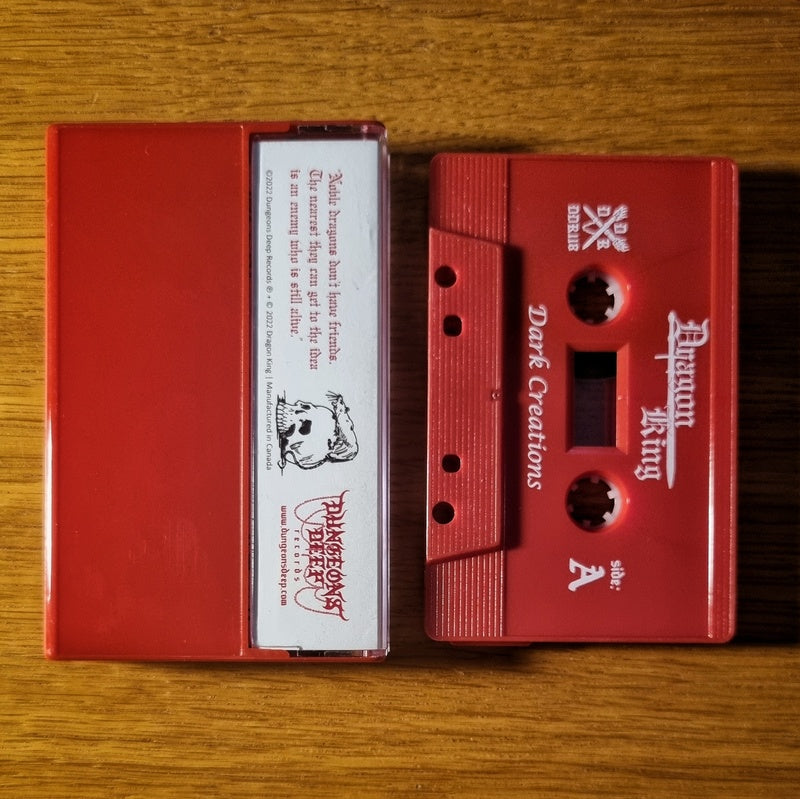 "Noble dragons don't have friends.
The nearest they can get to the idea
is an enemy who is still alive."
©2022 Dungeons Deep Records ℗ + © 2022 Dragon King | Manufactured in Canada
DUNGEONS
DEEP
records
www.dungeonsdeep.com
D D
D R
DDR
Dragon
King
Dark Creations
side:
A